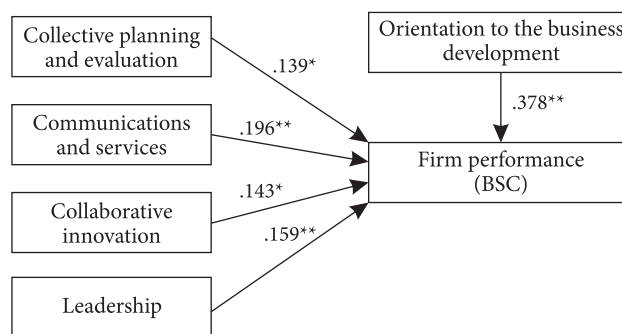 Collective planning
and evaluation
Orientation to the business
development
.139*
.378**
Communications
and services
.196**
Firm performance
(BSC)
Collaborative
innovation
.143*
.159**
Leadership